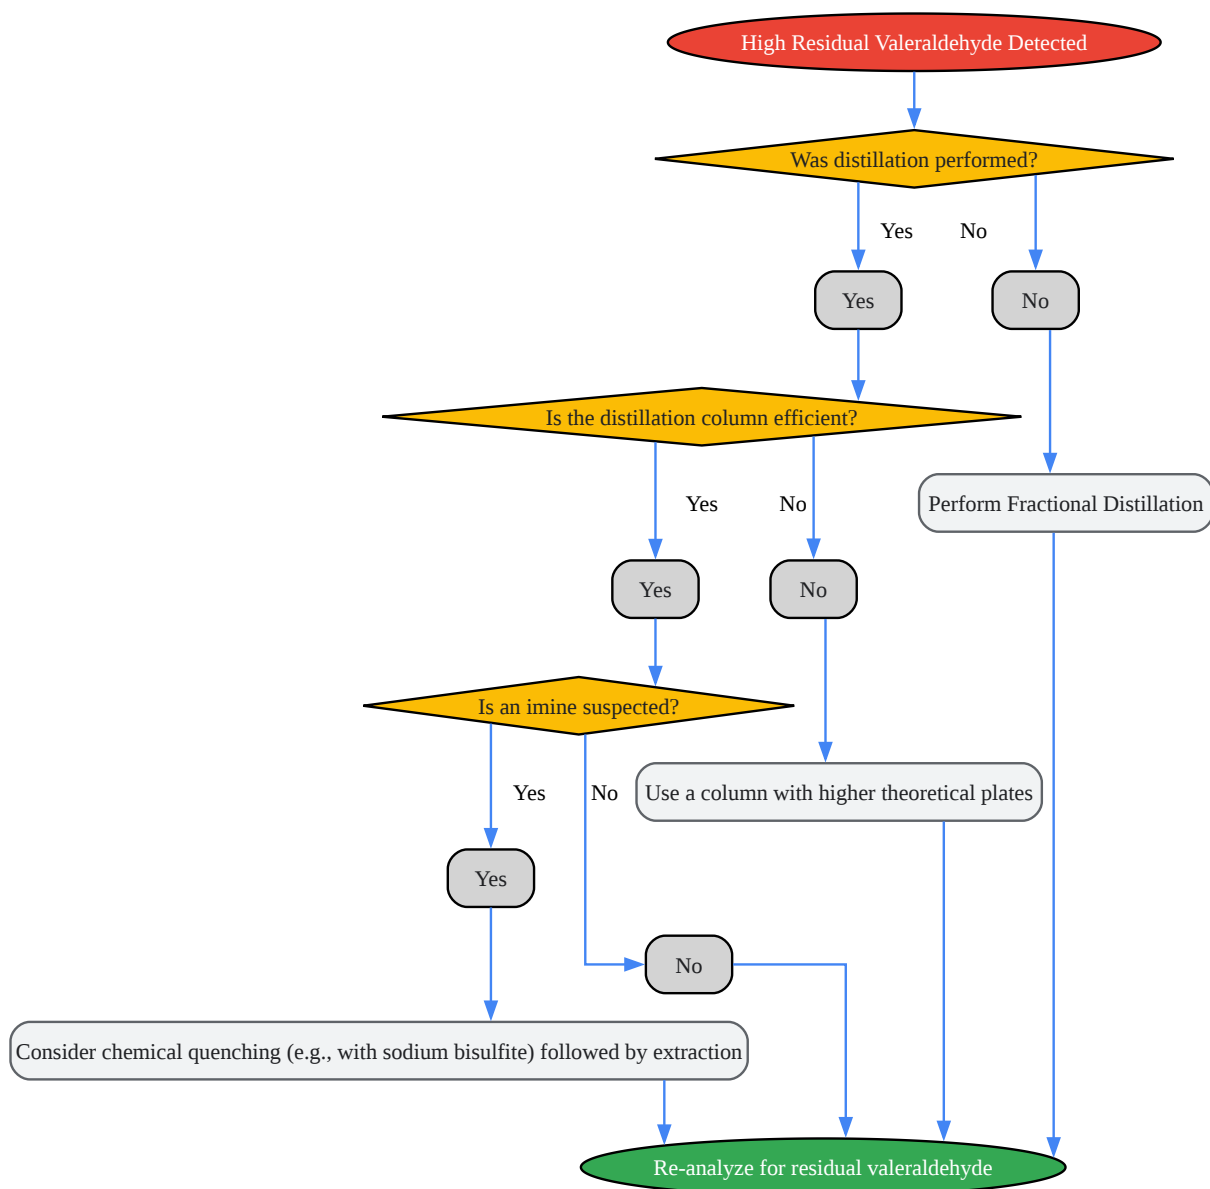 High Residual Valeraldehyde Detected
Was distillation performed?
Yes
No
Yes
No
Is the distillation column efficient?
Yes
No
Perform Fractional Distillation
Yes
No
Is an imine suspected?
Yes
No
Use a column with higher theoretical plates
Yes
No
Consider chemical quenching (e.g., with sodium bisulfite) followed by extraction
Re-analyze for residual valeraldehyde